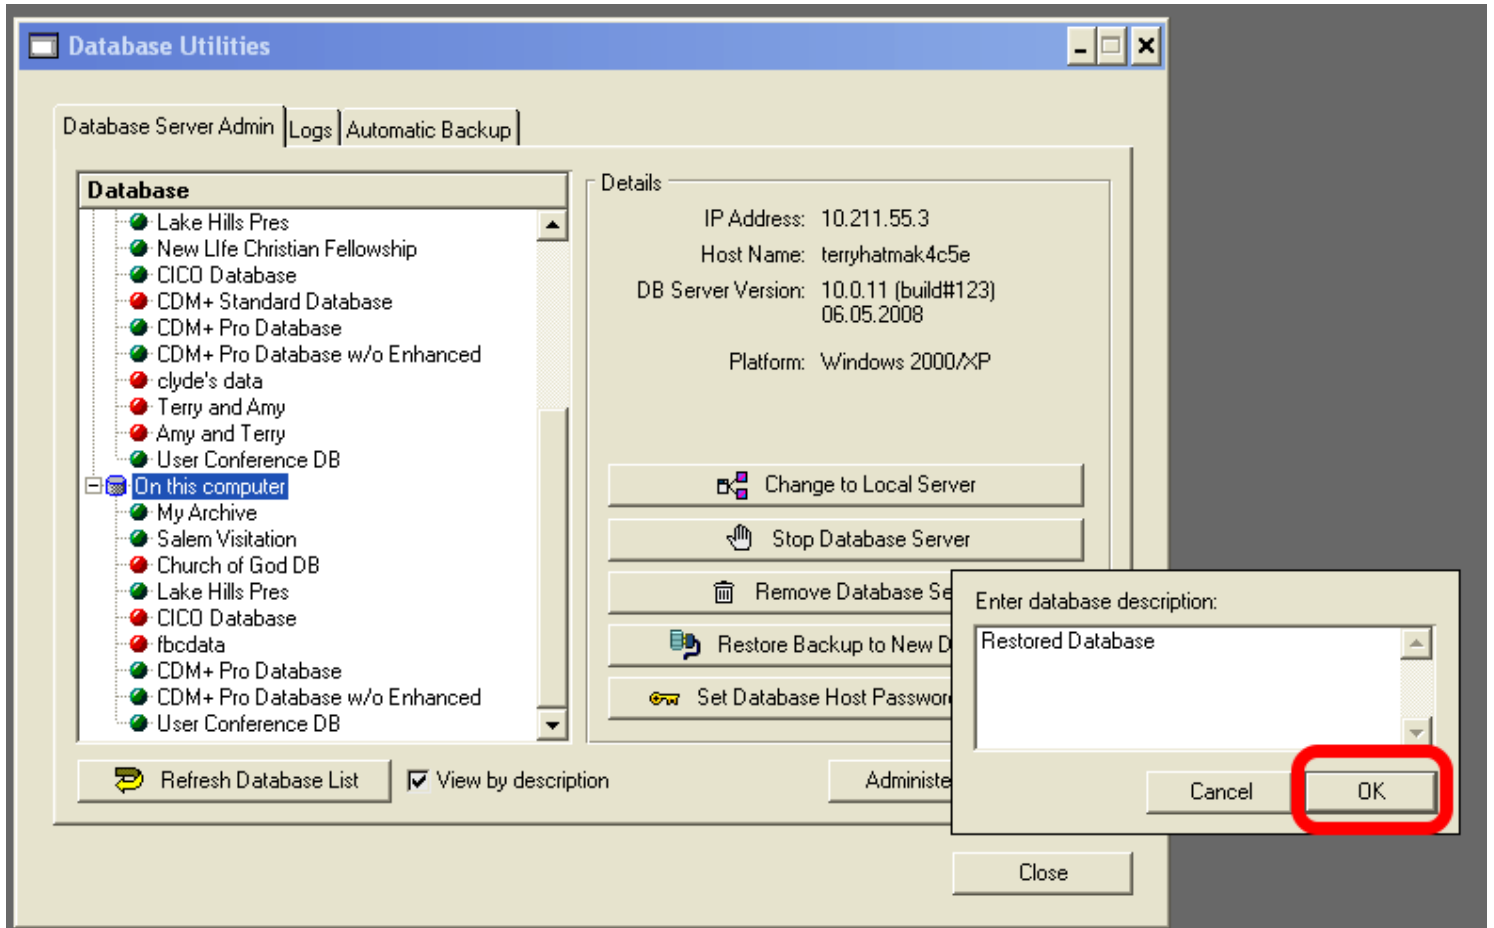 Database Utilities
Database Server Admin
Logs
Automatic Backup
Database
Lake Hills Pres
New LIfe Christian Fellowship
CICO Database
CDM+ Standard Database
CDM+ Pro Database
CDM+ Pro Database w/o Enhanced
clyde's data
Terry and Amy
Amy and Terry
User Conference DB
On this computer
My Archive
Salem Visitation
Church of God DB
Lake Hills Pres
CICO Database
fbcdata
CDM+ Pro Database
CDM+ Pro Database w/o Enhanced
User Conference DB
Refresh Database List
View by description
Details
IP Address: 10.211.55.3
Host Name: terryhatmak4c5e
DB Server Version: 10.0.11 (build#123)
06.05.2008
Platform: Windows 2000/XP
Change to Local Server
Stop Database Server
Remove Database Se
Restore Backup to New D
Set Database Host Passwor
Administe
Enter database description:
Restored Database
Cancel
OK
Close